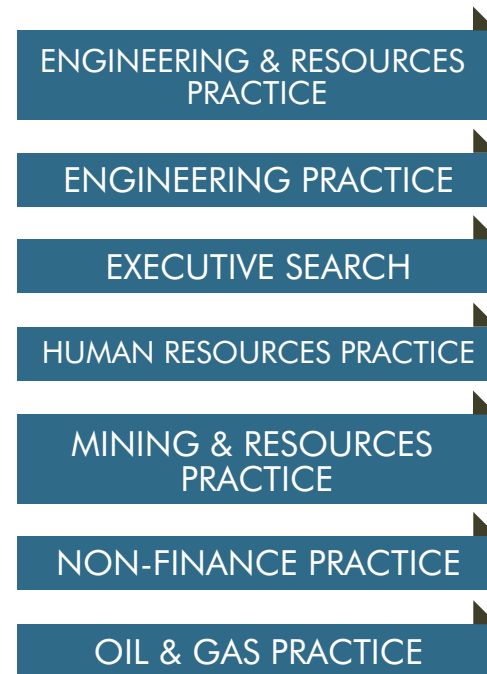 ENGINEERING & RESOURCES
PRACTICE
ENGINEERING PRACTICE
EXECUTIVE SEARCH
HUMAN RESOURCES PRACTICE
MINING & RESOURCES
PRACTICE
NON-FINANCE PRACTICE
OIL & GAS PRACTICE